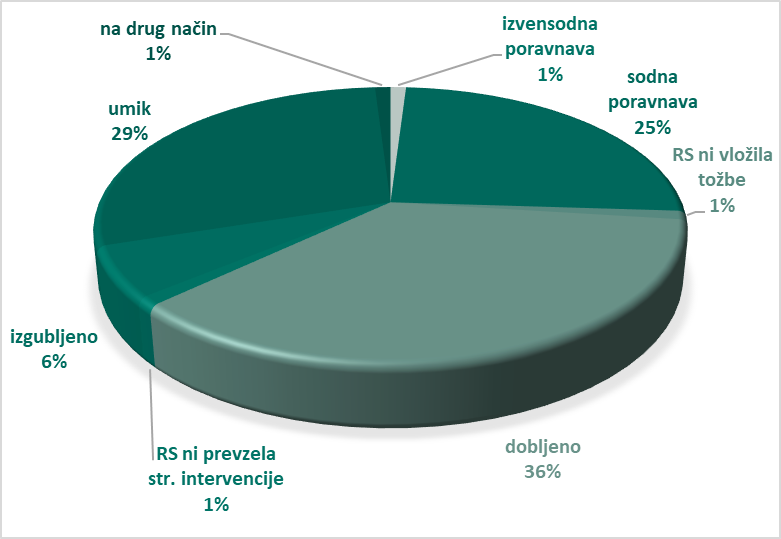 na drug način
1%
izvensodna
poravnava
1%
sodna
poravnava
25%
RS ni vložila
tožbe
1%
dobljeno
36%
RS ni prevzela
str. intervencije
1%
izgubljeno
6%
umik
29%